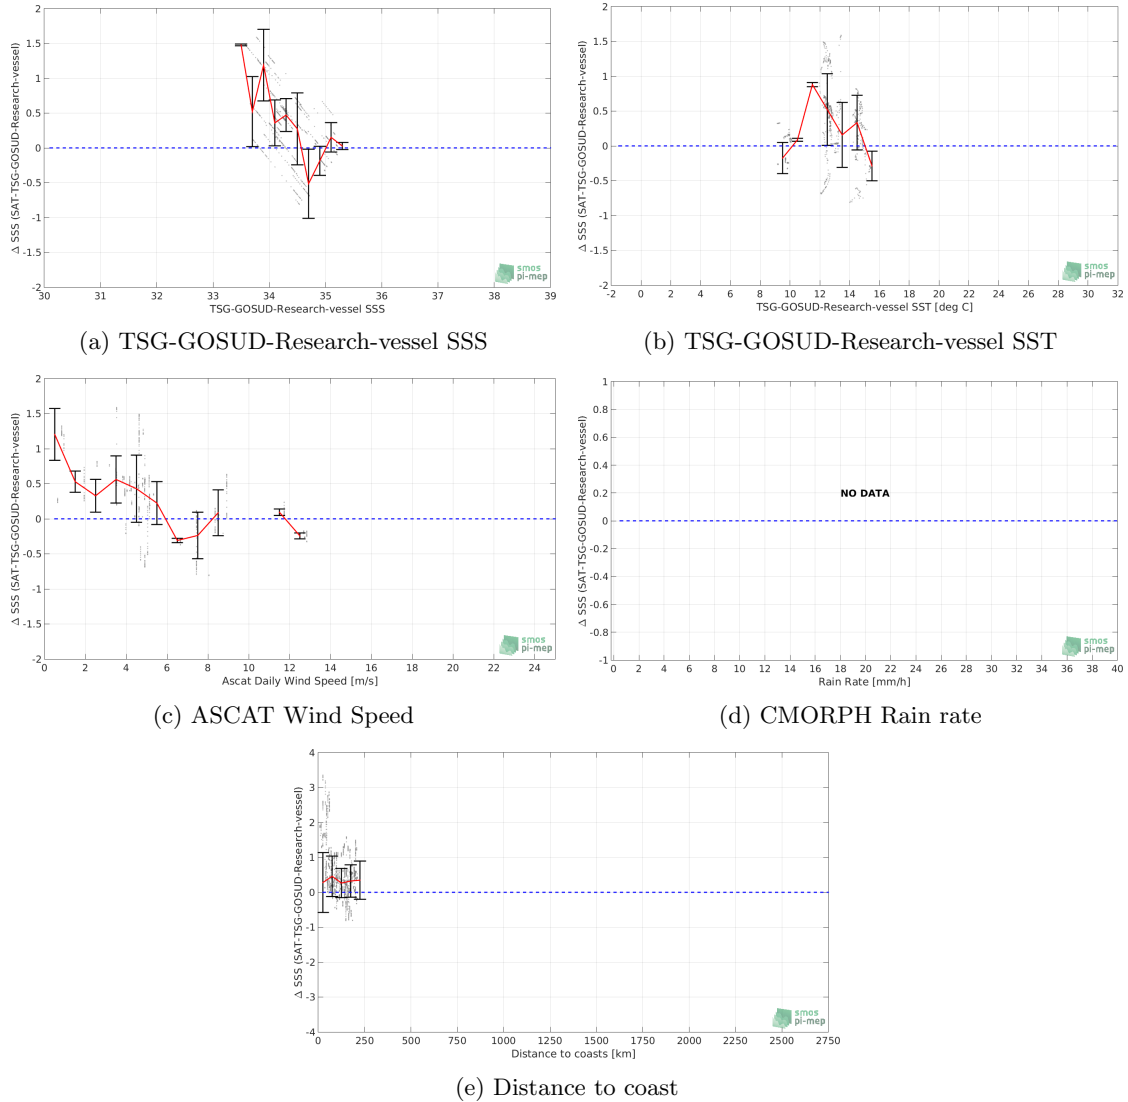 Δ SSS (SAT-TSG-GOSUD-Research-vessel)
2
1.5
1
0.5
0
-0.5
-1
-1.5
-2
30 31 32 33 34 35 36 37 38 39
TSG-GOSUD-Research-vessel SSS
smos
pi-mep
(a) TSG-GOSUD-Research-vessel SSS
Δ SSS (SAT-TSG-GOSUD-Research-vessel)
2
1.5
1
0.5
0
-0.5
-1
-1.5
-2
-2 0 2 4 6 8 10 12 14 16 18 20 22 24 26 28 30 32
TSG-GOSUD-Research-vessel SST [deg C]
smos
pi-mep
(b) TSG-GOSUD-Research-vessel SST
Δ SSS (SAT-TSG-GOSUD-Research-vessel)
2
1.5
1
0.5
0
-0.5
-1
-1.5
-2
0 2 4 6 8 10 12 14 16 18 20 22 24
Ascat Daily Wind Speed [m/s]
smos
pi-mep
(c) ASCAT Wind Speed
Δ SSS (SAT-TSG-GOSUD-Research-vessel)
1
0.8
0.6
0.4
0.2
0
-0.2
-0.4
-0.6
-0.8
-1
NO DATA
0 2 4 6 8 10 12 14 16 18 20 22 24 26 28 30 32 34 36 38 40
Rain Rate [mm/h]
smos
pi-mep
(d) CMORPH Rain rate
Δ SSS (SAT-TSG-GOSUD-Research-vessel)
4
3
2
1
0
-1
-2
-3
-4
0 250 500 750 1000 1250 1500 1750 2000 2250 2500 2750
Distance to coasts [km]
smos
pi-mep
(e) Distance to coast